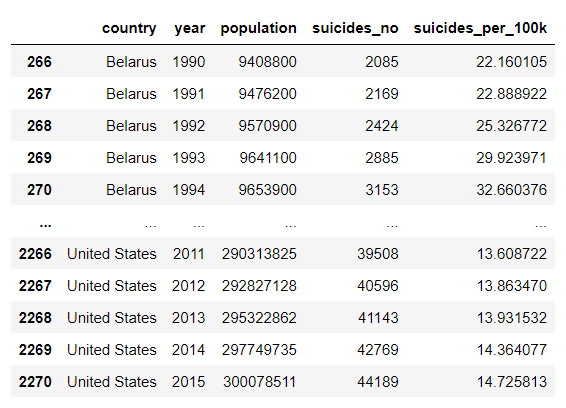 country year population suicides_no suicides_per_100k
266 Belarus 1990 9408800 2085 22.160105
267 Belarus 1991 9476200 2169 22.888922
268 Belarus 1992 9570900 2424 25.326772
269 Belarus 1993 9641100 2885 29.923971
270 Belarus 1994 9653900 3153 32.660376
... ... ... ... ... ...
2266 United States 2011 290313825 39508 13.608722
2267 United States 2012 292827128 40596 13.863470
2268 United States 2013 295322862 41143 13.931532
2269 United States 2014 297749735 42769 14.364077
2270 United States 2015 300078511 44189 14.725813